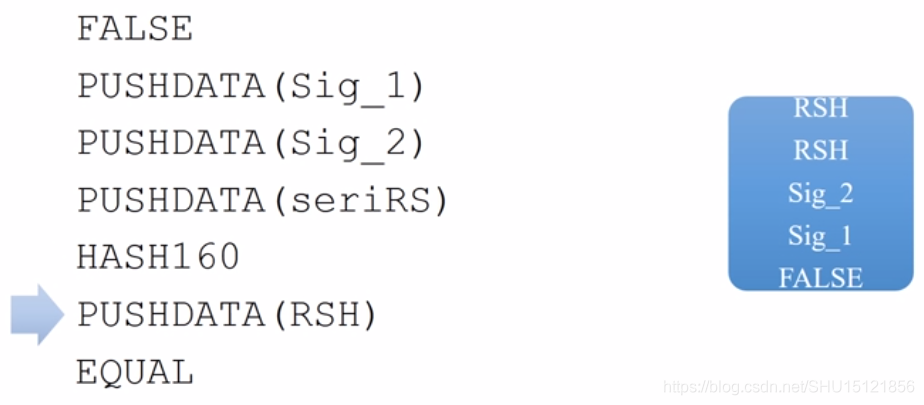 FALSE
PUSHDATA(Sig_1)
PUSHDATA(Sig_2)
PUSHDATA(seriRS)
HASH160
PUSHDATA(RSH)
EQUAL
RSH
RSH
Sig_2
Sig_1
FALSE
https://blog.csdn.net/SHU15121856